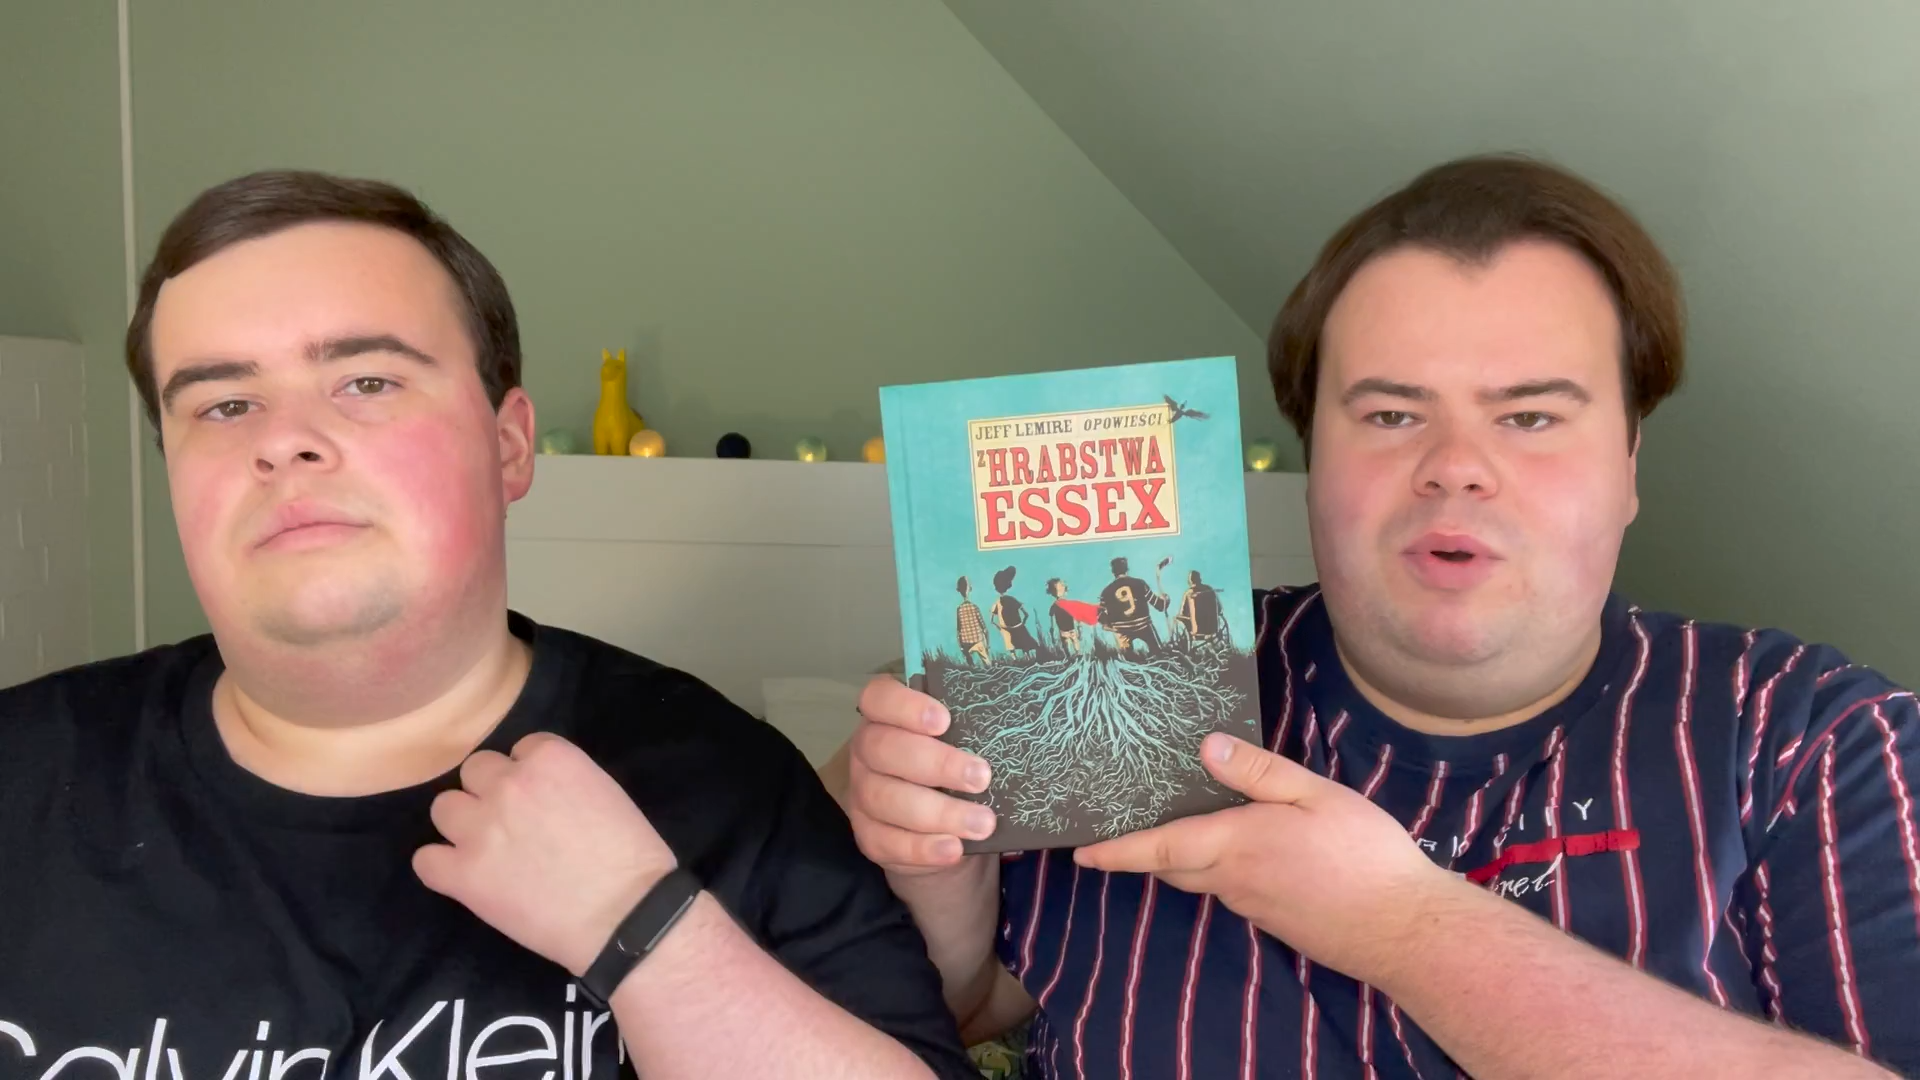 JEFF LEMIRE OPOWIEŚCI
Z HRABSTWA
ESSEX
9
Calvin Klein